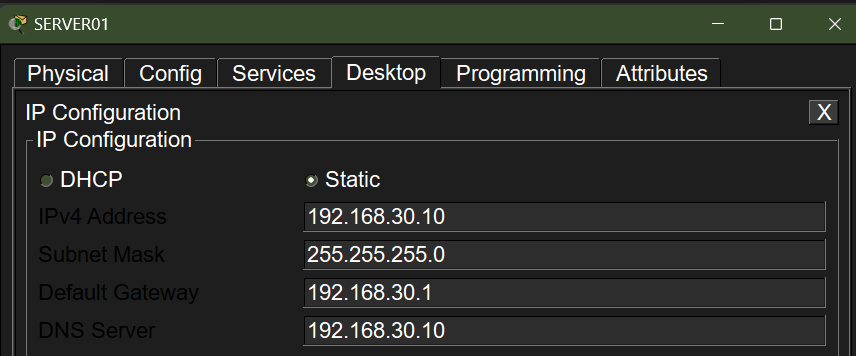 SERVER01
Physical Config Services Desktop Programming Attributes
IP Configuration X
IP Configuration
DHCP Static
IPv4 Address 192.168.30.10
Subnet Mask 255.255.255.0
Default Gateway 192.168.30.1
DNS Server 192.168.30.10